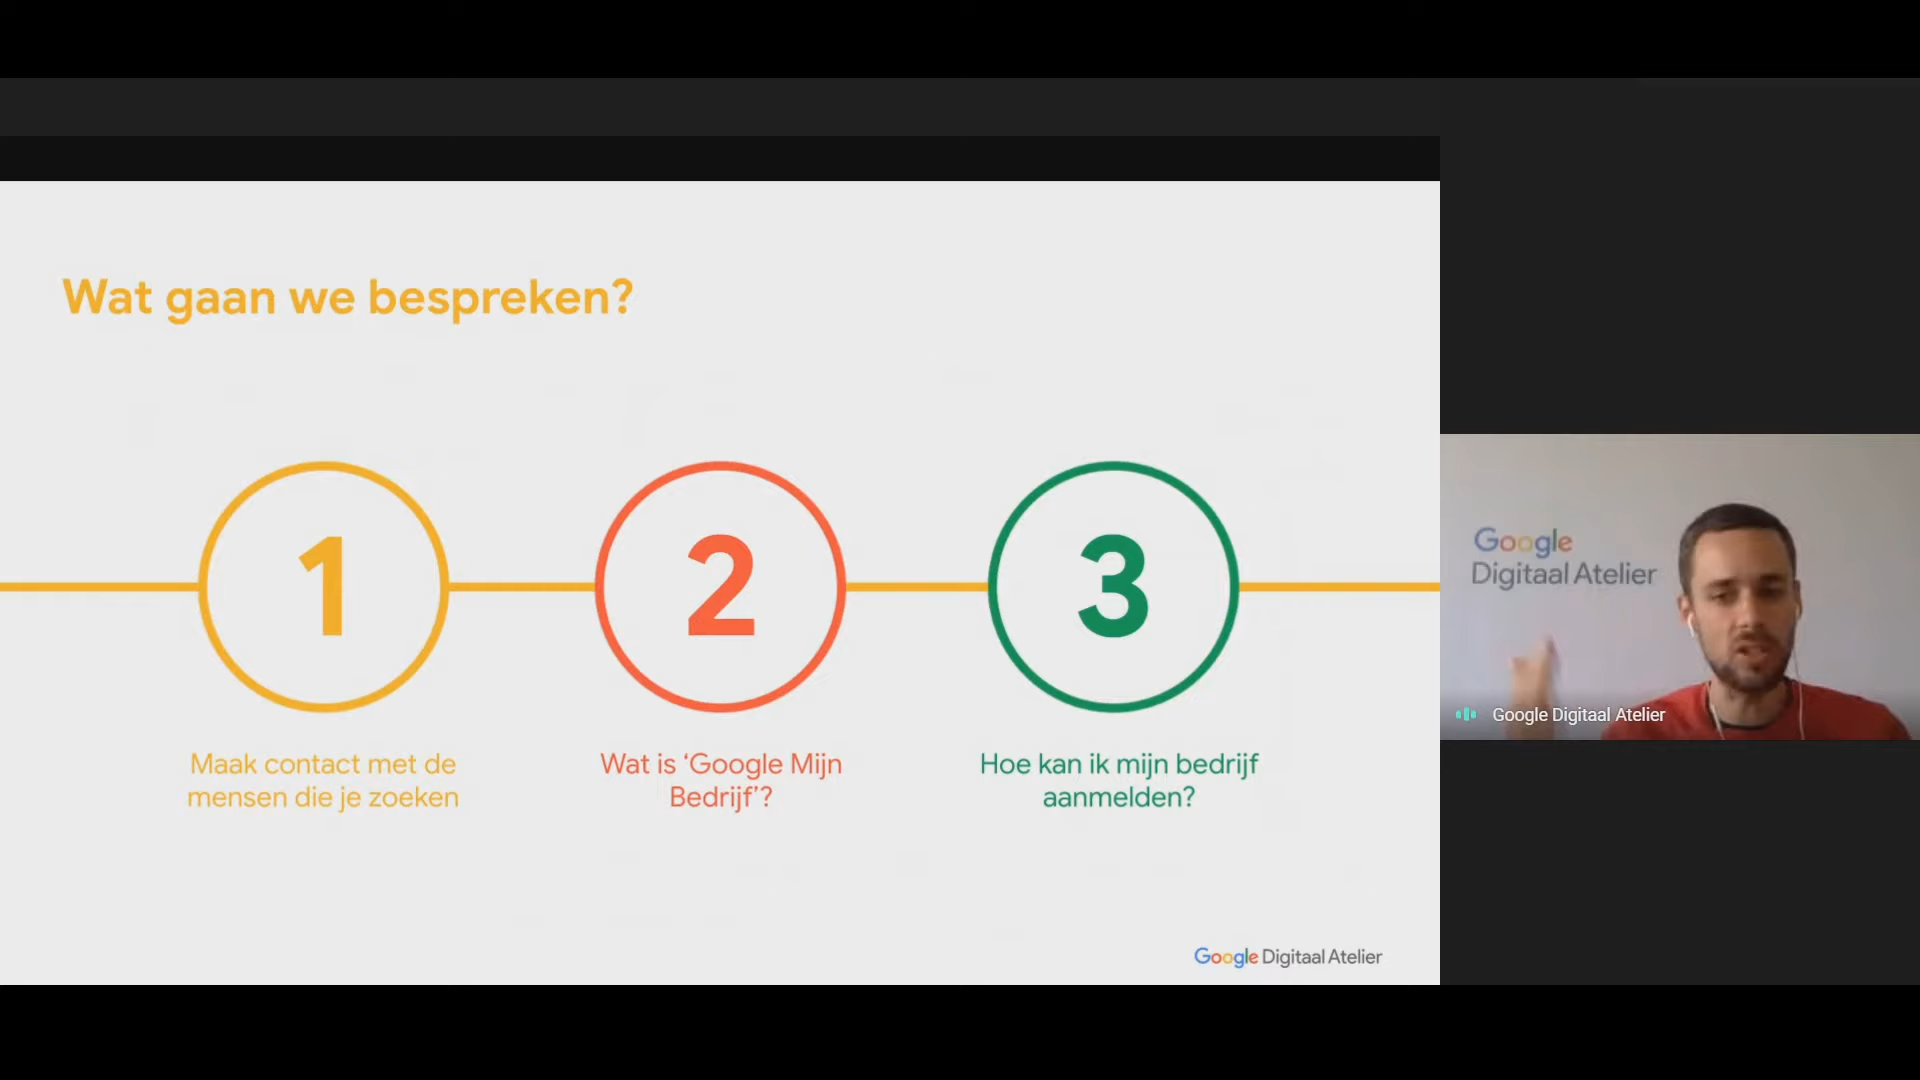 Wat gaan we bespreken?
1
2
3
Maak contact met de
mensen die je zoeken
Wat is ‘Google Mijn
Bedrijf’?
Hoe kan ik mijn bedrijf
aanmelden?
Google Digitaal Atelier
Google
Digitaal Atelier
Google Digitaal Atelier